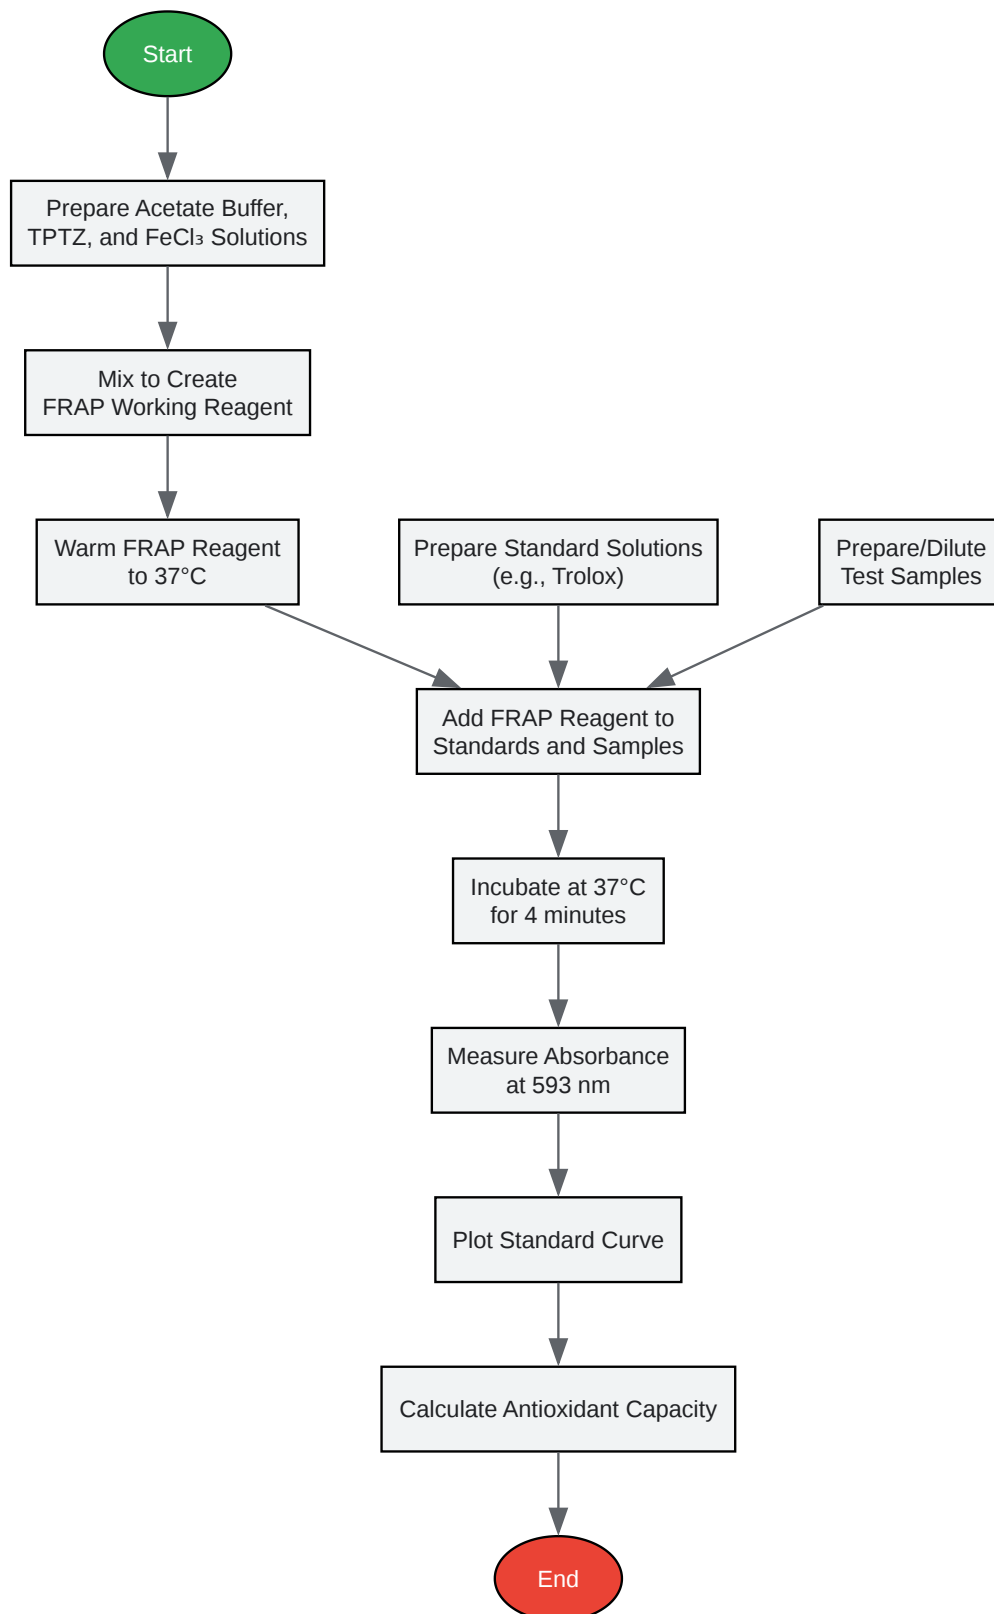 Start
Prepare Acetate Buffer,
TPTZ, and FeCl₃ Solutions
Mix to Create
FRAP Working Reagent
Warm FRAP Reagent
to 37°C
Prepare Standard Solutions
(e.g., Trolox)
Prepare/Dilute
Test Samples
Add FRAP Reagent to
Standards and Samples
Incubate at 37°C
for 4 minutes
Measure Absorbance
at 593 nm
Plot Standard Curve
Calculate Antioxidant Capacity
End